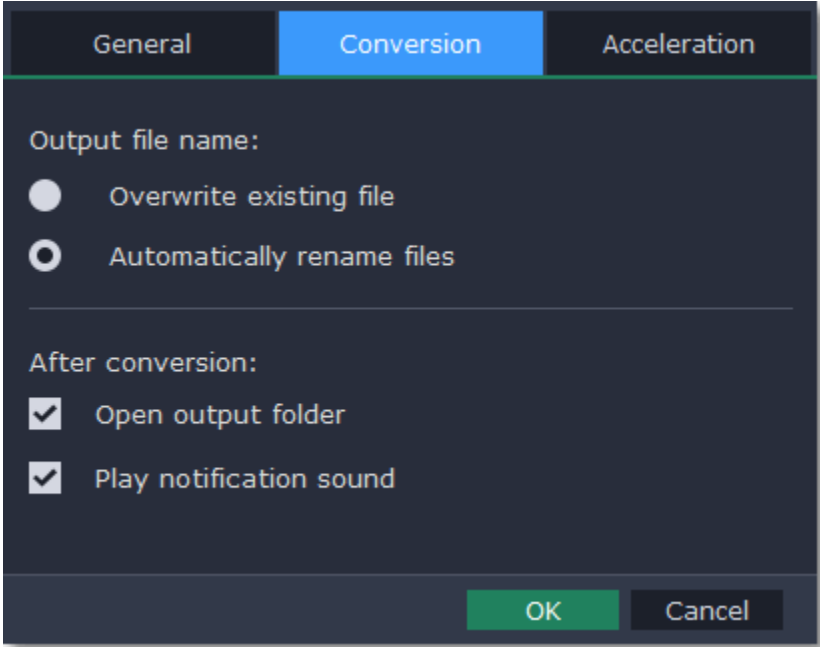 General Conversion Acceleration
Output file name:
Overwrite existing file
Automatically rename files
After conversion:
Open output folder
Play notification sound
OK Cancel